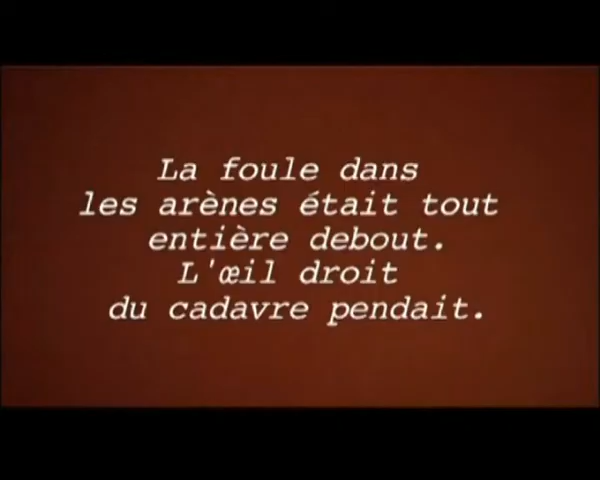 La foule dans
les arènes était tout
entière debout.
L'œil droit
du cadavre pendait.